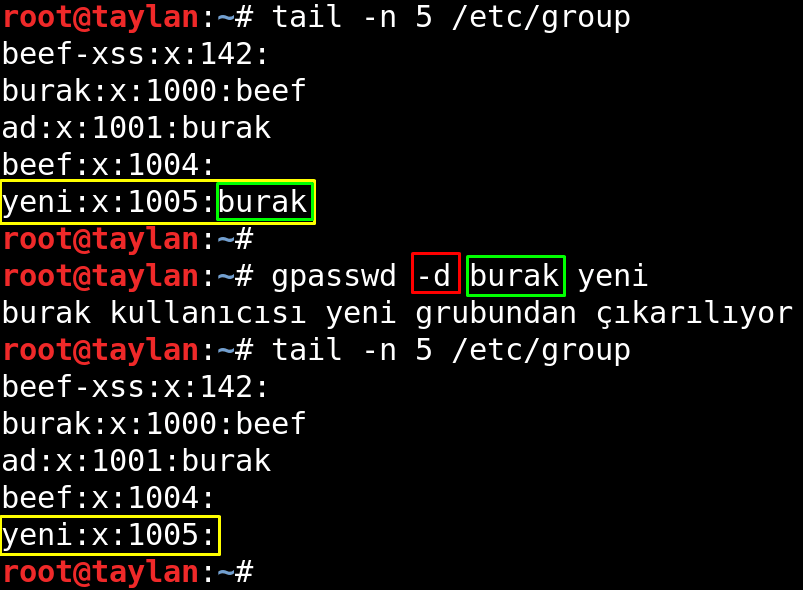 root@taylan:~# tail -n 5 /etc/group
beef-xss:x:142:
burak:x:1000:beef
ad:x:1001:burak
beef:x:1004:
yeni:x:1005:burak
root@taylan:~#
root@taylan:~# gpasswd -d burak yeni
burak kullanıcısı yeni grubundan çıkarılıyor
root@taylan:~# tail -n 5 /etc/group
beef-xss:x:142:
burak:x:1000:beef
ad:x:1001:burak
beef:x:1004:
yeni:x:1005:
root@taylan:~#